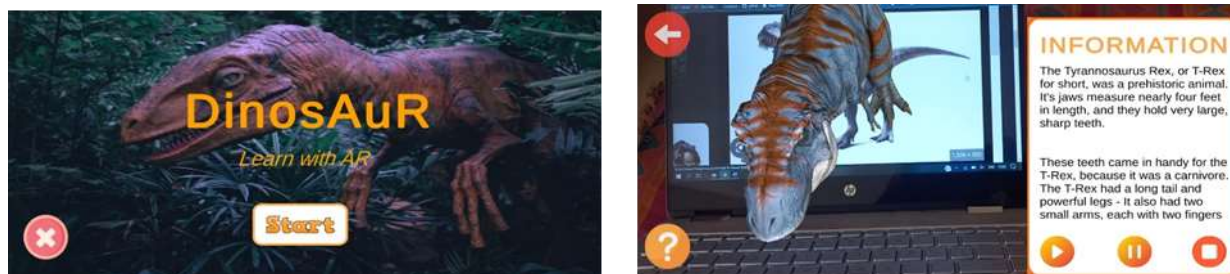 DinosAuR
Learn with AR
Start
INFORMATION
The Tyrannosaurus Rex, or T-Rex
for short, was a prehistoric animal.
It's jaws measure nearly four feet
in length, and they hold very large,
sharp teeth.
These teeth came in handy for the
T-Rex, because it was a carnivore.
The T-Rex had a long tail and
powerful legs - It also had two
small arms, each with two fingers
?
hp